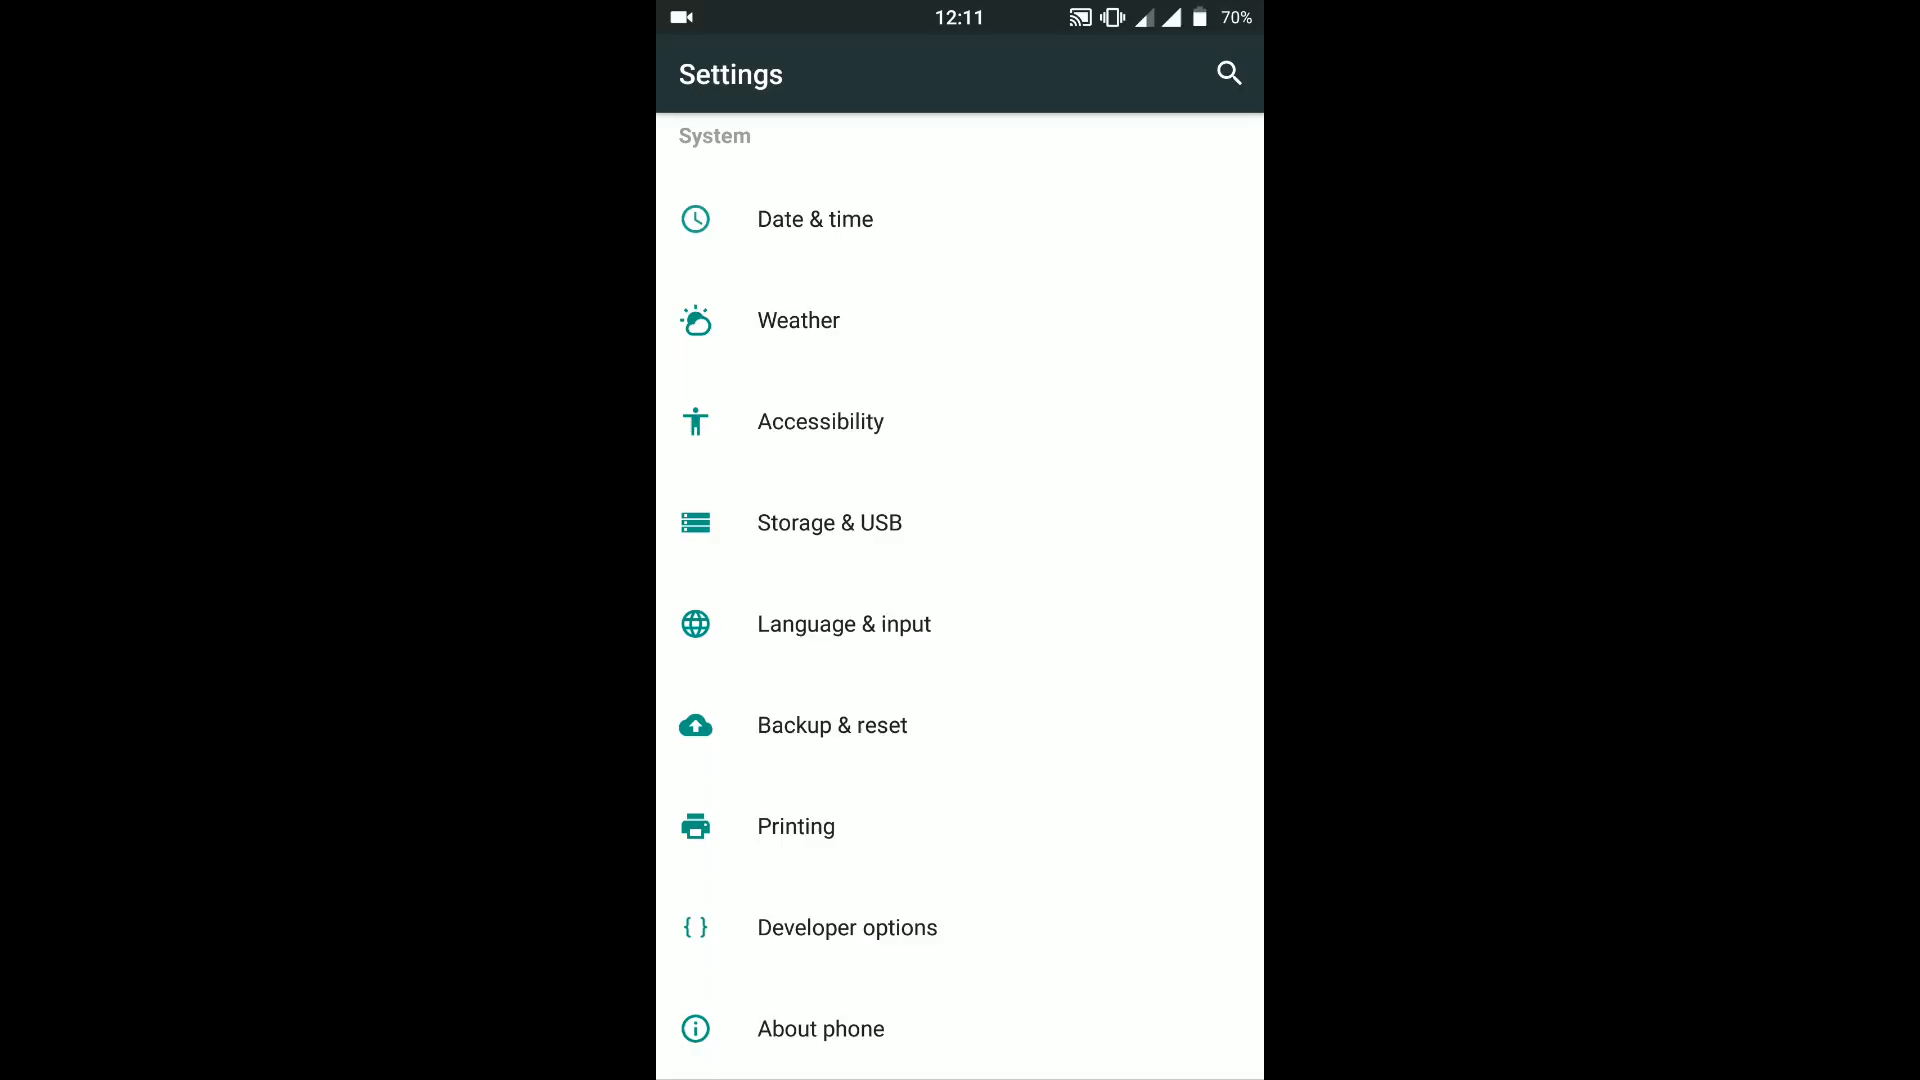 12:11
70%
Settings
System
Date & time
Weather
Accessibility
Storage & USB
Language & input
Backup & reset
Printing
Developer options
About phone